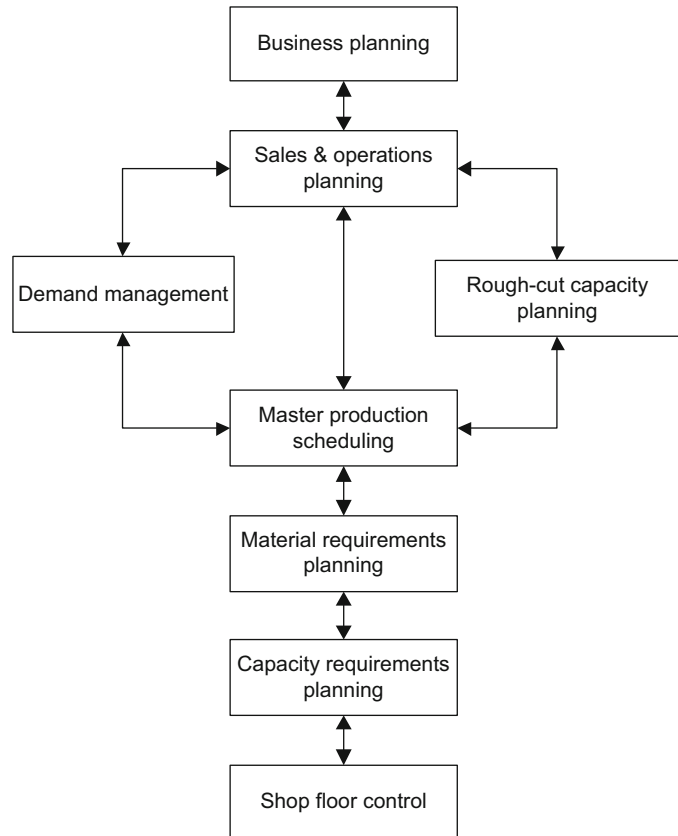 Business planning
Sales & operations
planning
Demand management
Rough-cut capacity
planning
Master production
scheduling
Material requirements
planning
Capacity requirements
planning
Shop floor control